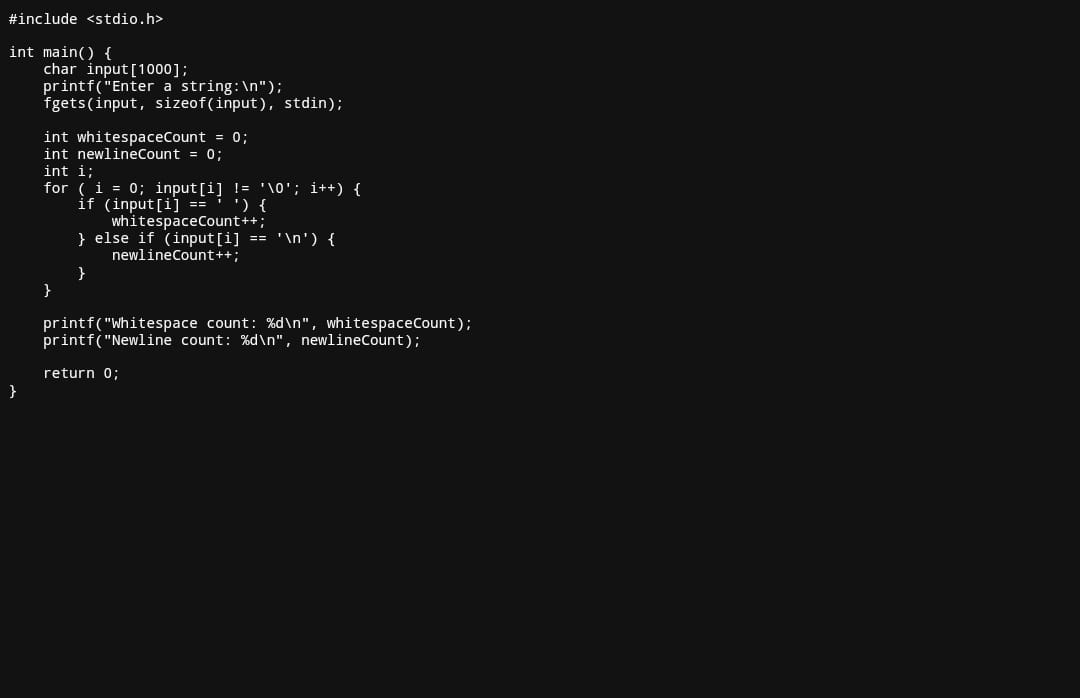 #include <stdio.h>

int main() {
    char input[1000];
    printf("Enter a string:\n");
    fgets(input, sizeof(input), stdin);

    int whitespaceCount = 0;
    int newlineCount = 0;
    int i;
    for ( i = 0; input[i] != '\0'; i++) {
        if (input[i] == ' ') {
            whitespaceCount++;
        } else if (input[i] == '\n') {
            newlineCount++;
        }
    }

    printf("Whitespace count: %d\n", whitespaceCount);
    printf("Newline count: %d\n", newlineCount);

    return 0;
}